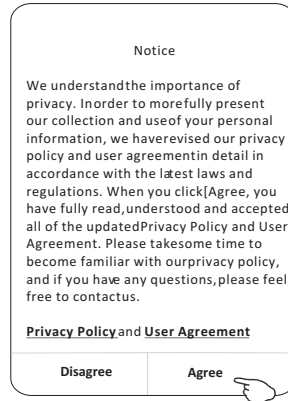 Notice
We understandthe importance of
privacy. Inorder to morefully present
our collection and useof your personal
information, we haverevised our privacy
policy and user agreementin detail in
accordance with the latest laws and
regulations. When you click[Agree, you
have fully read,understood and accepted
all of the updatedPrivacy Policy and User
Agreement. Please takesome time to
become familiar with ourprivacy policy,
and if you have any questions,please feel
free to contactus.
Privacy Policy and User Agreement
Disagree Agree